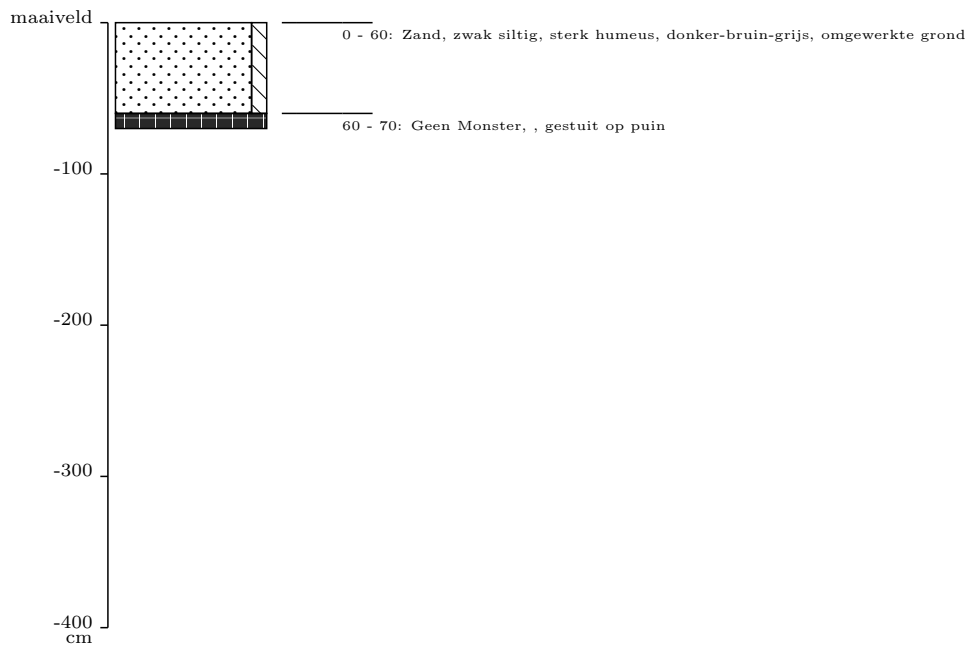 maaiveld
0 - 60: Zand, zwak siltig, sterk humeus, donker-bruin-grijs, omgewerkte grond
60 - 70: Geen Monster, , gestuit op puin
-100
-200
-300
-400
cm